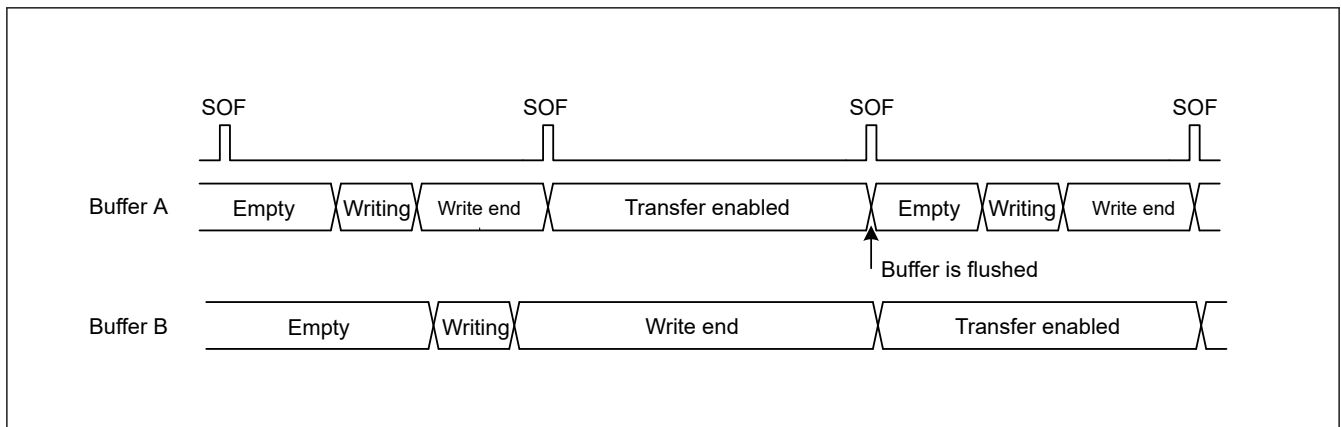 SOF SOF SOF SOF
Buffer A Empty Writing Write end Transfer enabled Empty Writing Write end
Buffer is flushed
Buffer B Empty Writing Write end Transfer enabled